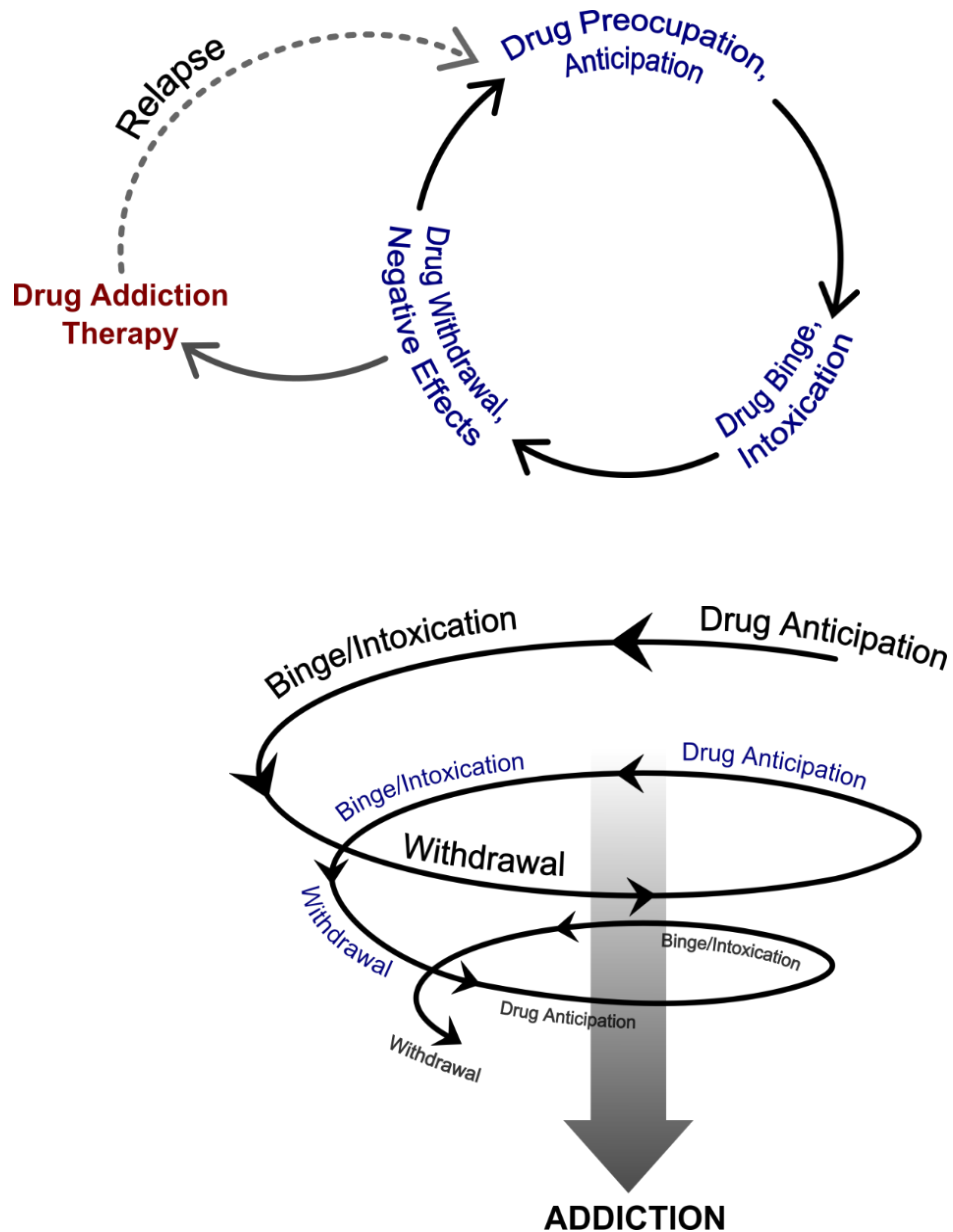 Relapse
Drug Preocupation,
Anticipation
Drug Binge,
Intoxication
Drug Withdrawal,
Negative Effects
Drug Addiction
Therapy
Drug Anticipation
Binge/Intoxication
Withdrawal
Drug Anticipation
Binge/Intoxication
Withdrawal
Drug Anticipation
Binge/Intoxication
Withdrawal
ADDICTION